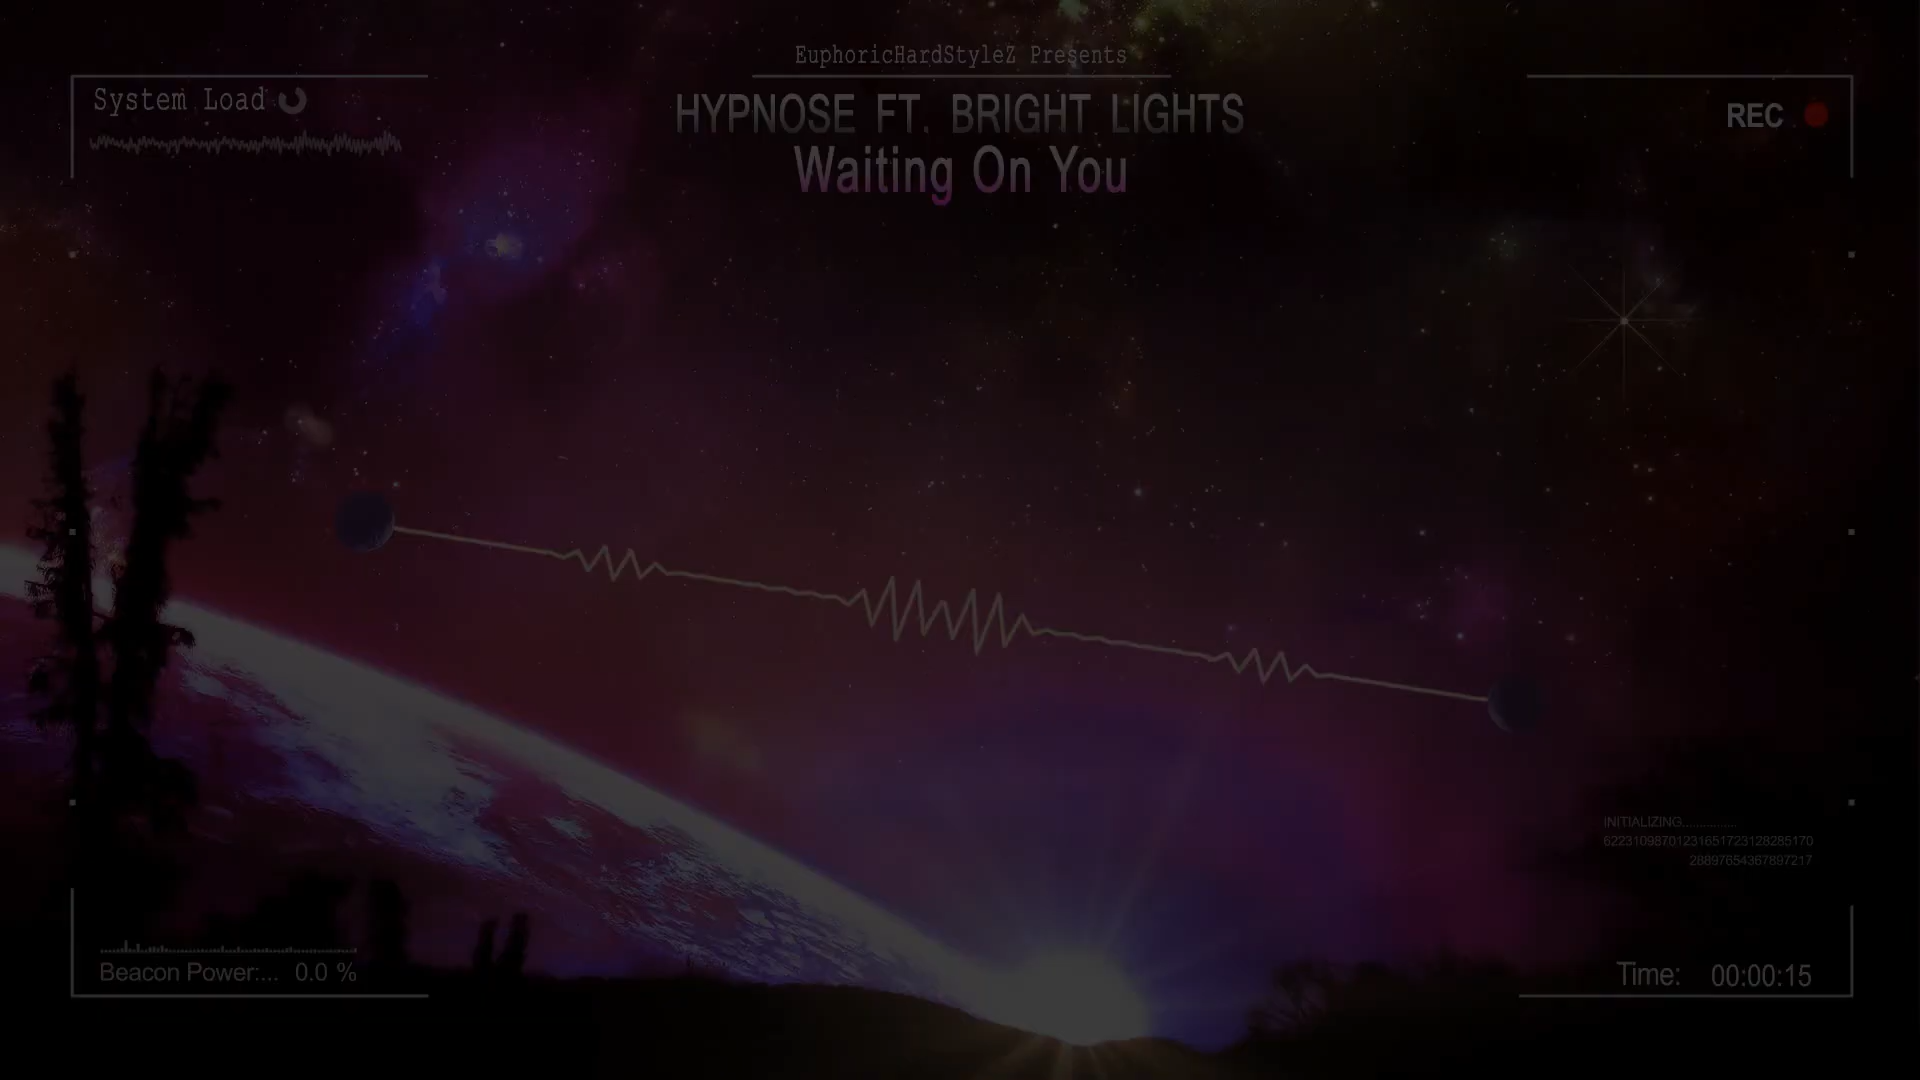 EuphoricHardStyleZ Presents
System Load
HYPNOSE FT. BRIGHT LIGHTS
REC
Waiting On You
INITIALIZING................
62231098701231651723128285170
28897654367897217
Beacon Power:... 0.0 %
Time: 00:00:15